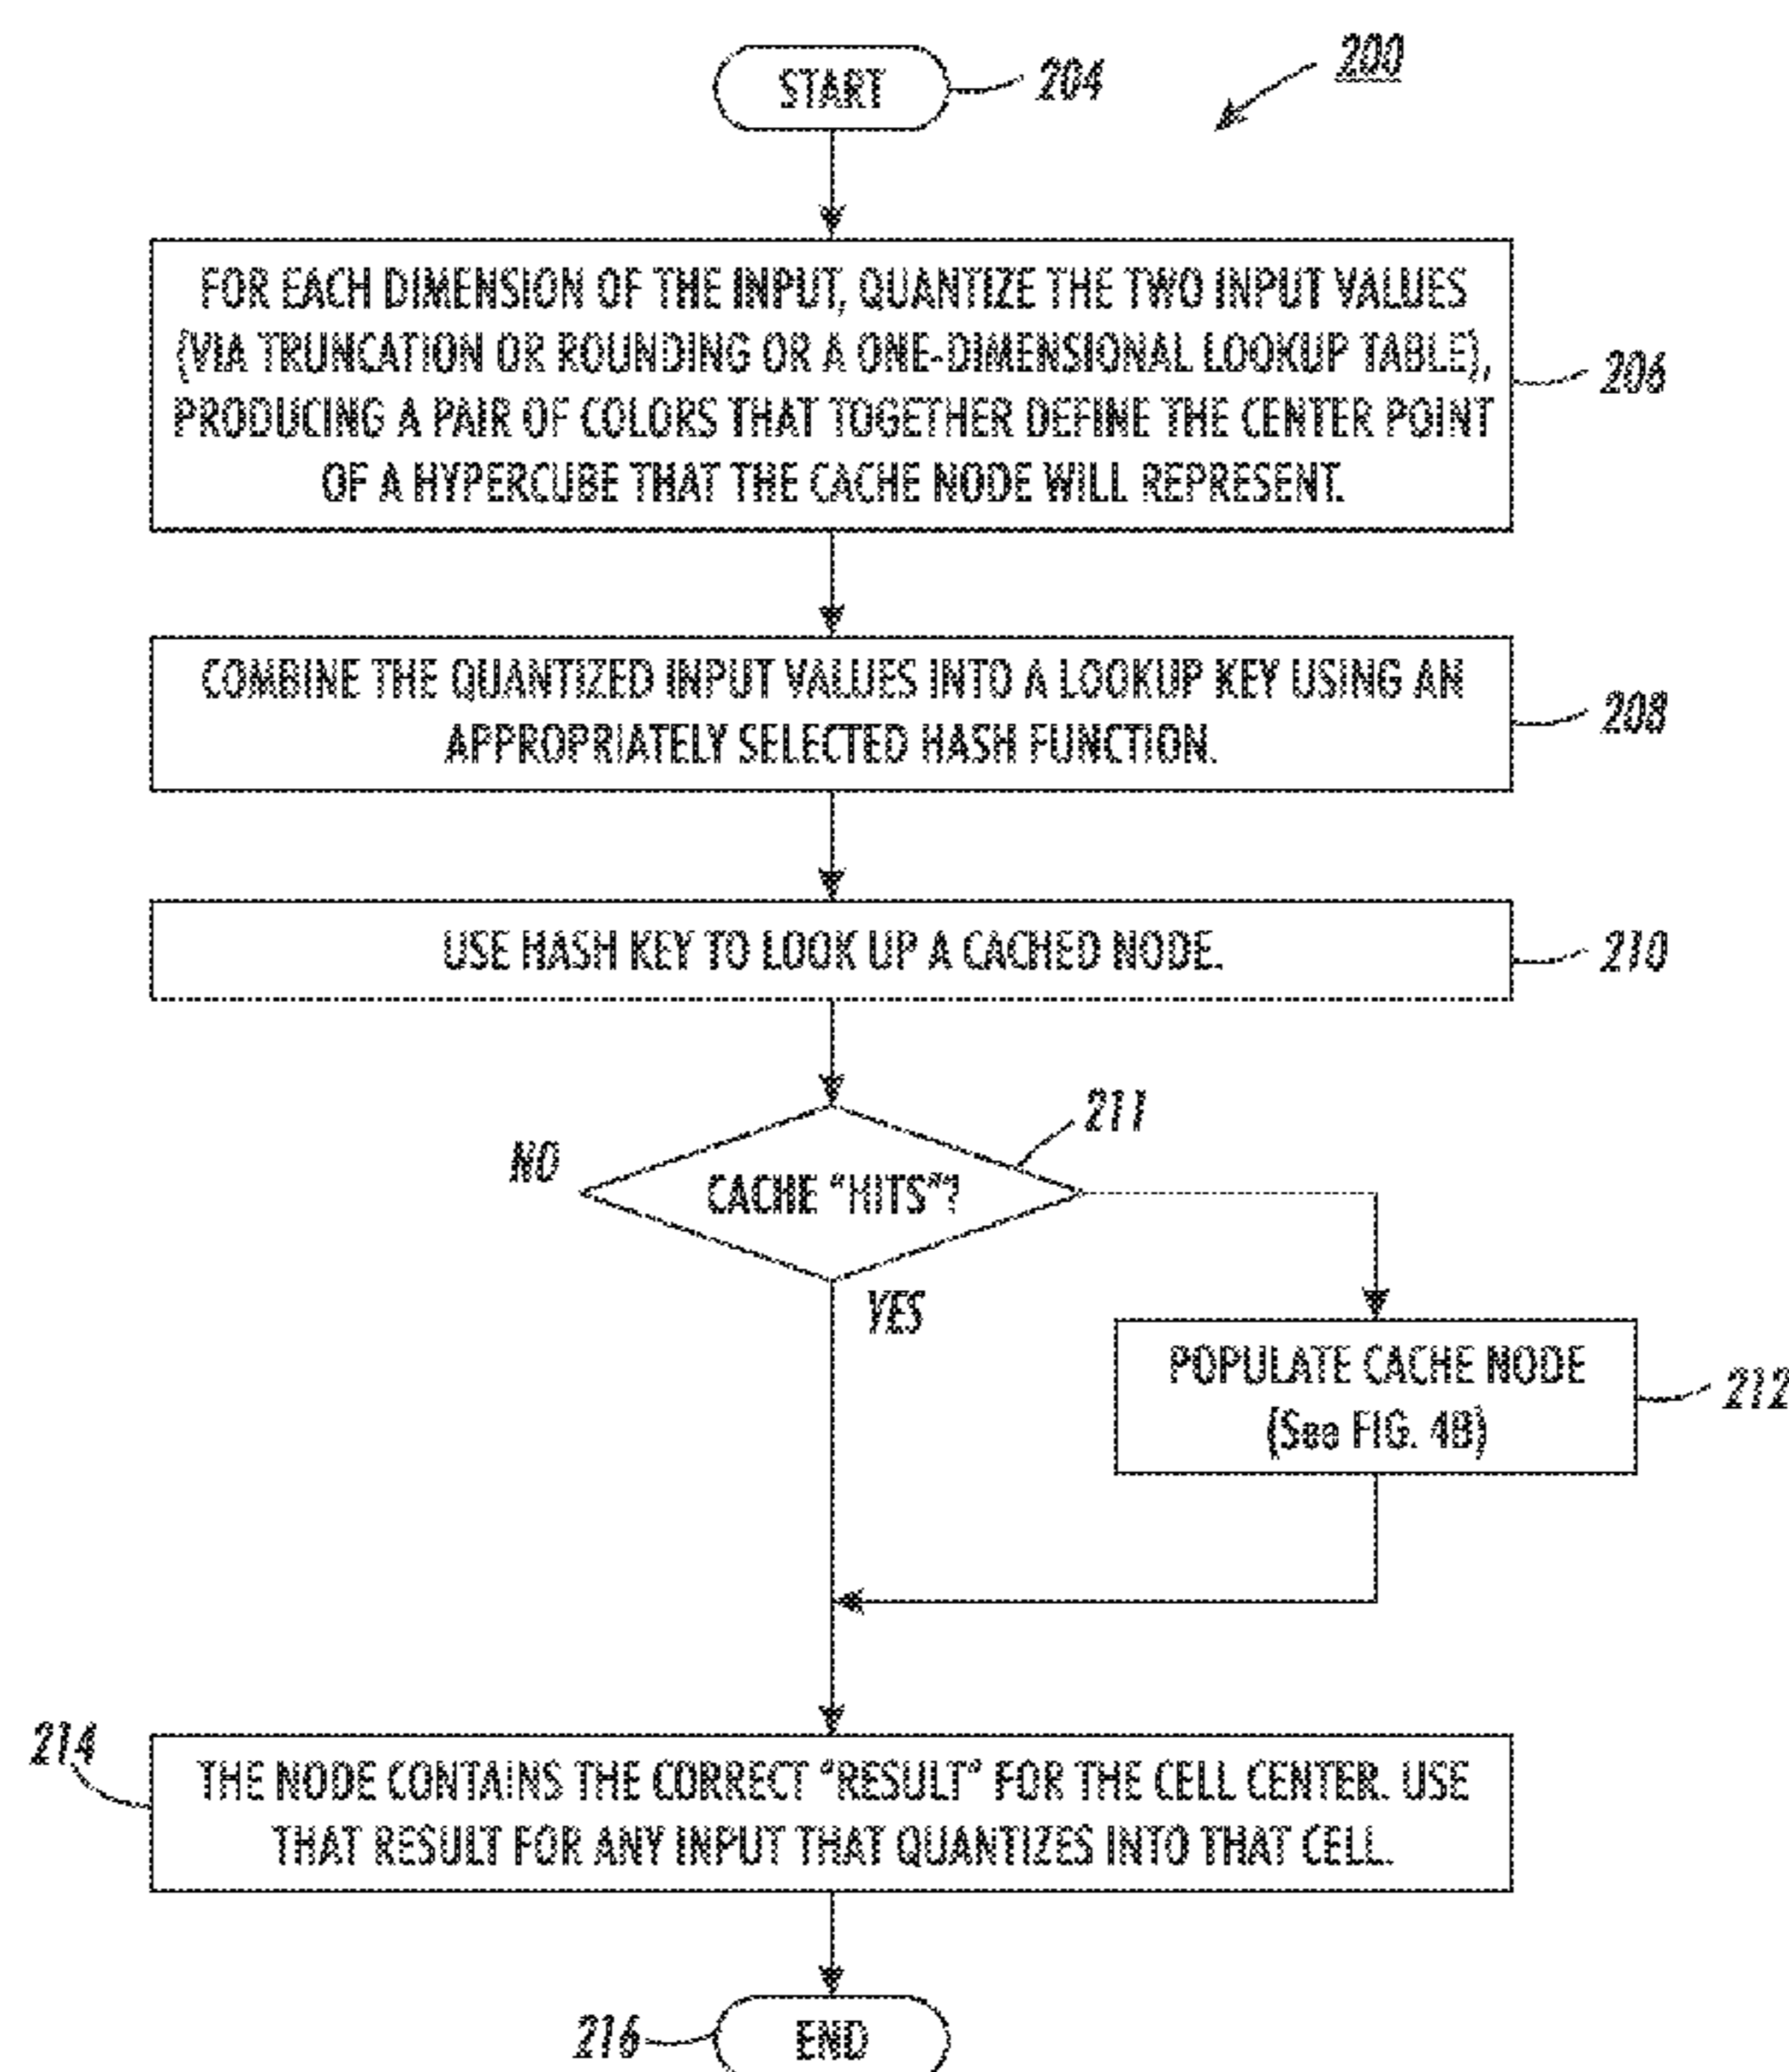 200
START
204
FOR EACH DIMENSION OF THE INPUT, QUANTIZE THE TWO INPUT VALUES
(VIA TRUNCATION OR ROUNDING OR A ONE-DIMENSIONAL LOOKUP TABLE),
PRODUCING A PAIR OF COLORS THAT TOGETHER DEFINE THE CENTER POINT
OF A HYPERCUBE THAT THE CACHE NODE WILL REPRESENT.
206
COMBINE THE QUANTIZED INPUT VALUES INTO A LOOKUP KEY USING AN
APPROPRIATELY SELECTED HASH FUNCTION.
208
USE HASH KEY TO LOOK UP A CACHED NODE.
210
211
NO
CACHE "HITS"?
YES
POPULATE CACHE NODE
(See FIG. 4B)
212
214
THE NODE CONTAINS THE CORRECT "RESULT" FOR THE CELL CENTER. USE
THAT RESULT FOR ANY INPUT THAT QUANTIZES INTO THAT CELL.
216
END